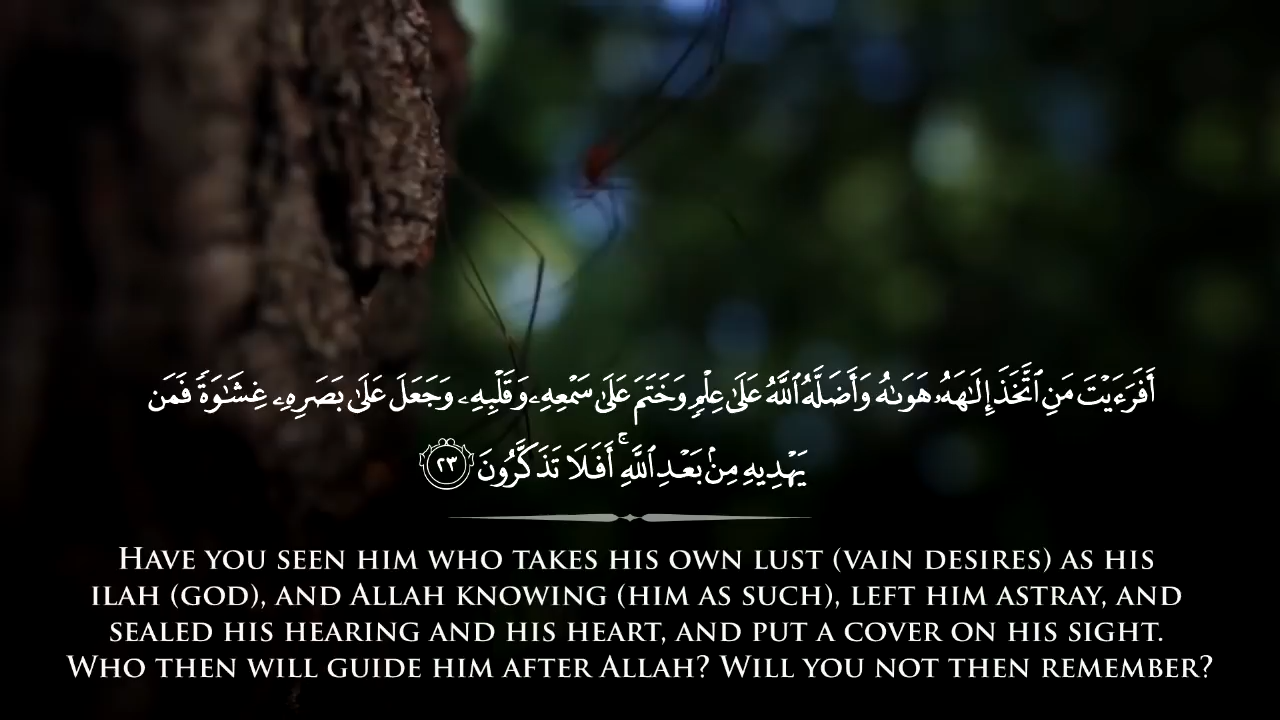 أَفَرَءَيْتَ مَنِ ٱتَّخَذَ إِلَـٰهَهُۥ هَوَىٰهُ وَأَضَلَّهُ ٱللَّهُ عَلَىٰ عِلْمٍ وَخَتَمَ عَلَىٰ سَمْعِهِۦ وَقَلْبِهِۦ وَجَعَلَ عَلَىٰ بَصَرِهِۦ غِشَـٰوَةً فَمَن
يَهْدِيهِ مِنۢ بَعْدِ ٱللَّهِ ۚ أَفَلَا تَذَكَّرُونَ ٢٣
Have you seen him who takes his own lust (vain desires) as his
ilah (god), and Allah knowing (him as such), left him astray, and
sealed his hearing and his heart, and put a cover on his sight.
Who then will guide him after Allah? Will you not then remember?